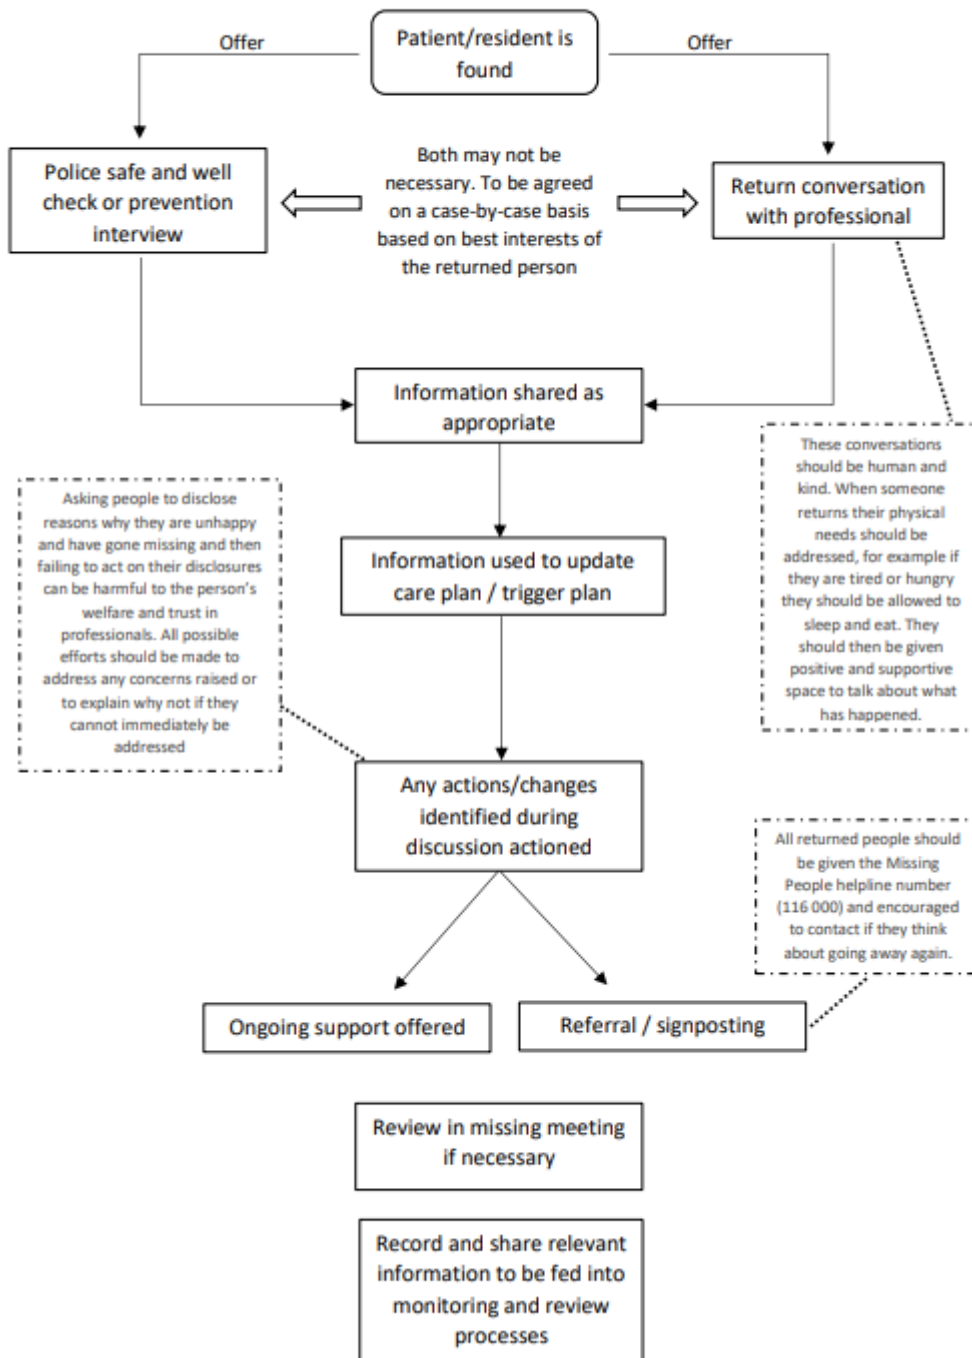 Patient/resident is
found
Offer
Offer
Police safe and well
check or prevention
interview
Both may not be
necessary. To be agreed
on a case-by-case basis
based on best interests of
the returned person
Return conversation
with professional
Information shared as
appropriate
These conversations
should be human and
kind. When someone
returns their physical
needs should be
addressed, for example if
they are tired or hungry
they should be allowed to
sleep and eat. They
should then be given
positive and supportive
space to talk about what
has happened.
Asking people to disclose
reasons why they are unhappy
and have gone missing and then
failing to act on their disclosures
can be harmful to the person's
welfare and trust in
professionals. All possible
efforts should be made to
address any concerns raised or
to explain why not if they
cannot immediately be
addressed
Information used to update
care plan / trigger plan
Any actions/changes
identified during
discussion actioned
All returned people should
be given the Missing
People helpline number
(116 000) and encouraged
to contact if they think
about going away again.
Ongoing support offered
Referral / signposting
Review in missing meeting
if necessary
Record and share relevant
information to be fed into
monitoring and review
processes